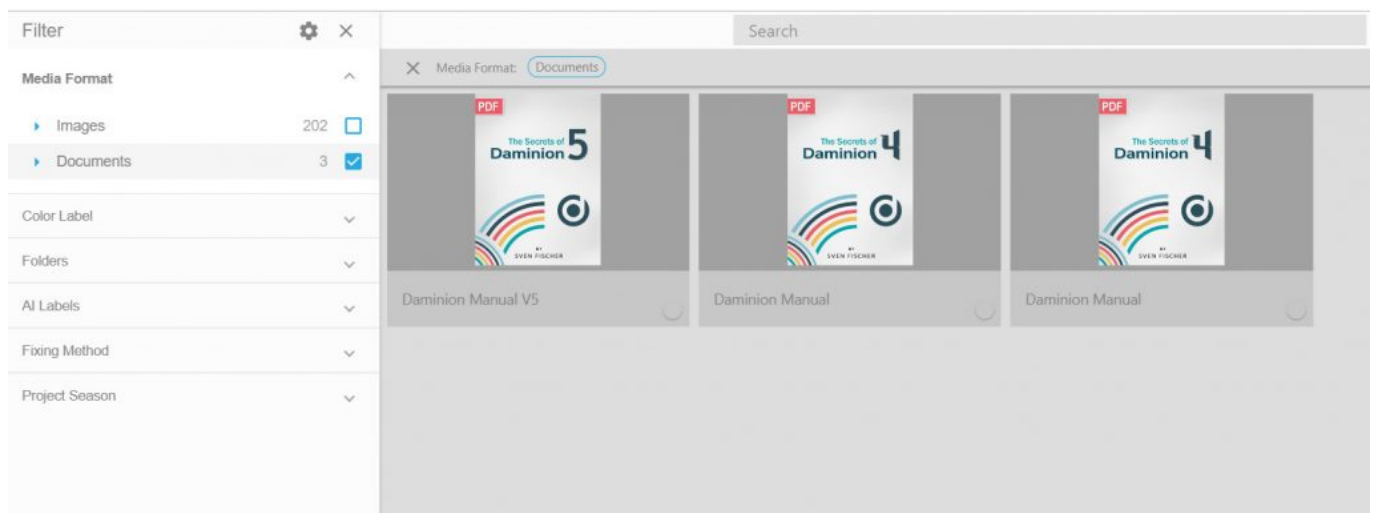 Filter
Search
Media Format
Images 202
Documents 3
Color Label
Folders
AI Labels
Fixing Method
Project Season
Media Format: Documents
PDF
The Secrets of
Daminion 5
BY
SVEN FISCHER
Daminion Manual V5
PDF
The Secrets of
Daminion 4
BY
SVEN FISCHER
Daminion Manual
PDF
The Secrets of
Daminion 4
BY
SVEN FISCHER
Daminion Manual